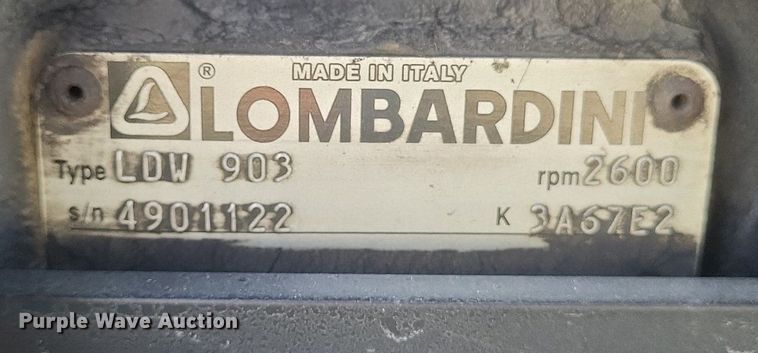 MADE IN ITALY
® LOMBARDINI
Type LDW 903 rpm 2600
s/n 4901122 K 3A67E2
Purple Wave Auction